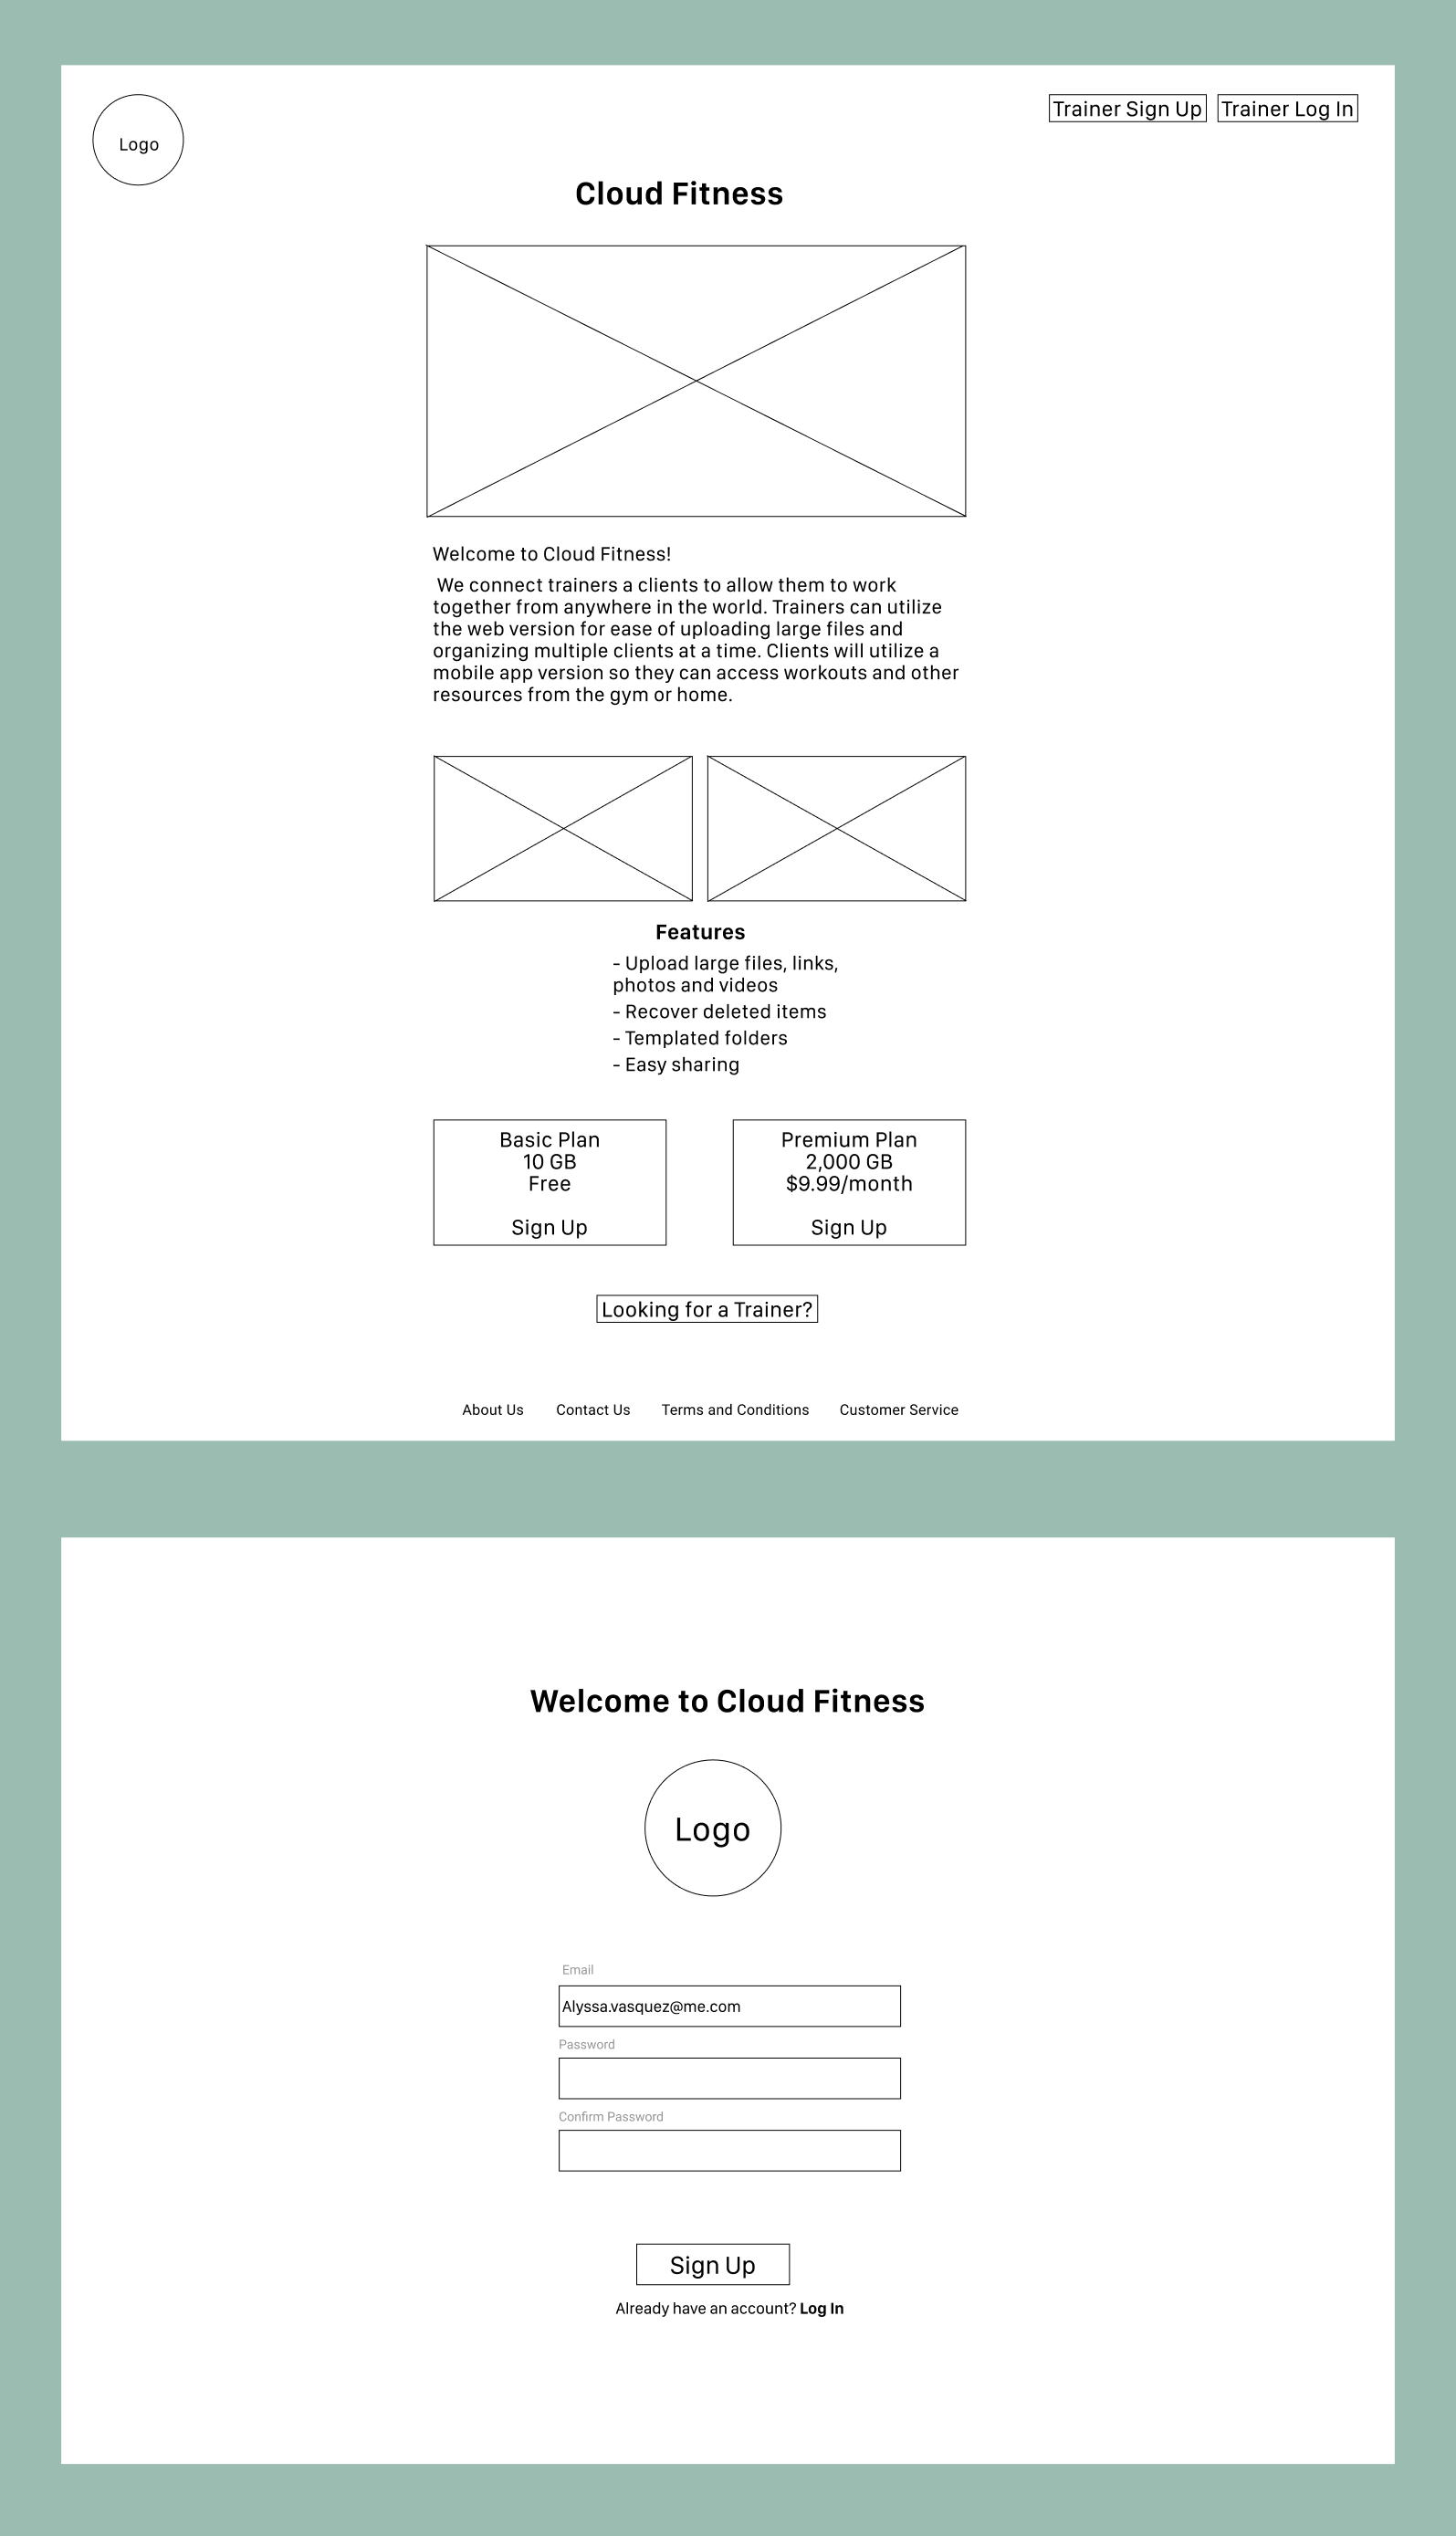 Logo
Trainer Sign Up
Trainer Log In
Cloud Fitness
Welcome to Cloud Fitness!
We connect trainers a clients to allow them to work
together from anywhere in the world. Trainers can utilize
the web version for ease of uploading large files and
organizing multiple clients at a time. Clients will utilize a
mobile app version so they can access workouts and other
resources from the gym or home.
Features
- Upload large files, links,
photos and videos
- Recover deleted items
- Templated folders
- Easy sharing
Basic Plan
10 GB
Free
Sign Up
Premium Plan
2,000 GB
$9.99/month
Sign Up
Looking for a Trainer?
About Us
Contact Us
Terms and Conditions
Customer Service
Welcome to Cloud Fitness
Logo
Email
Alyssa.vasquez@me.com
Password
Confirm Password
Sign Up
Already have an account? Log In